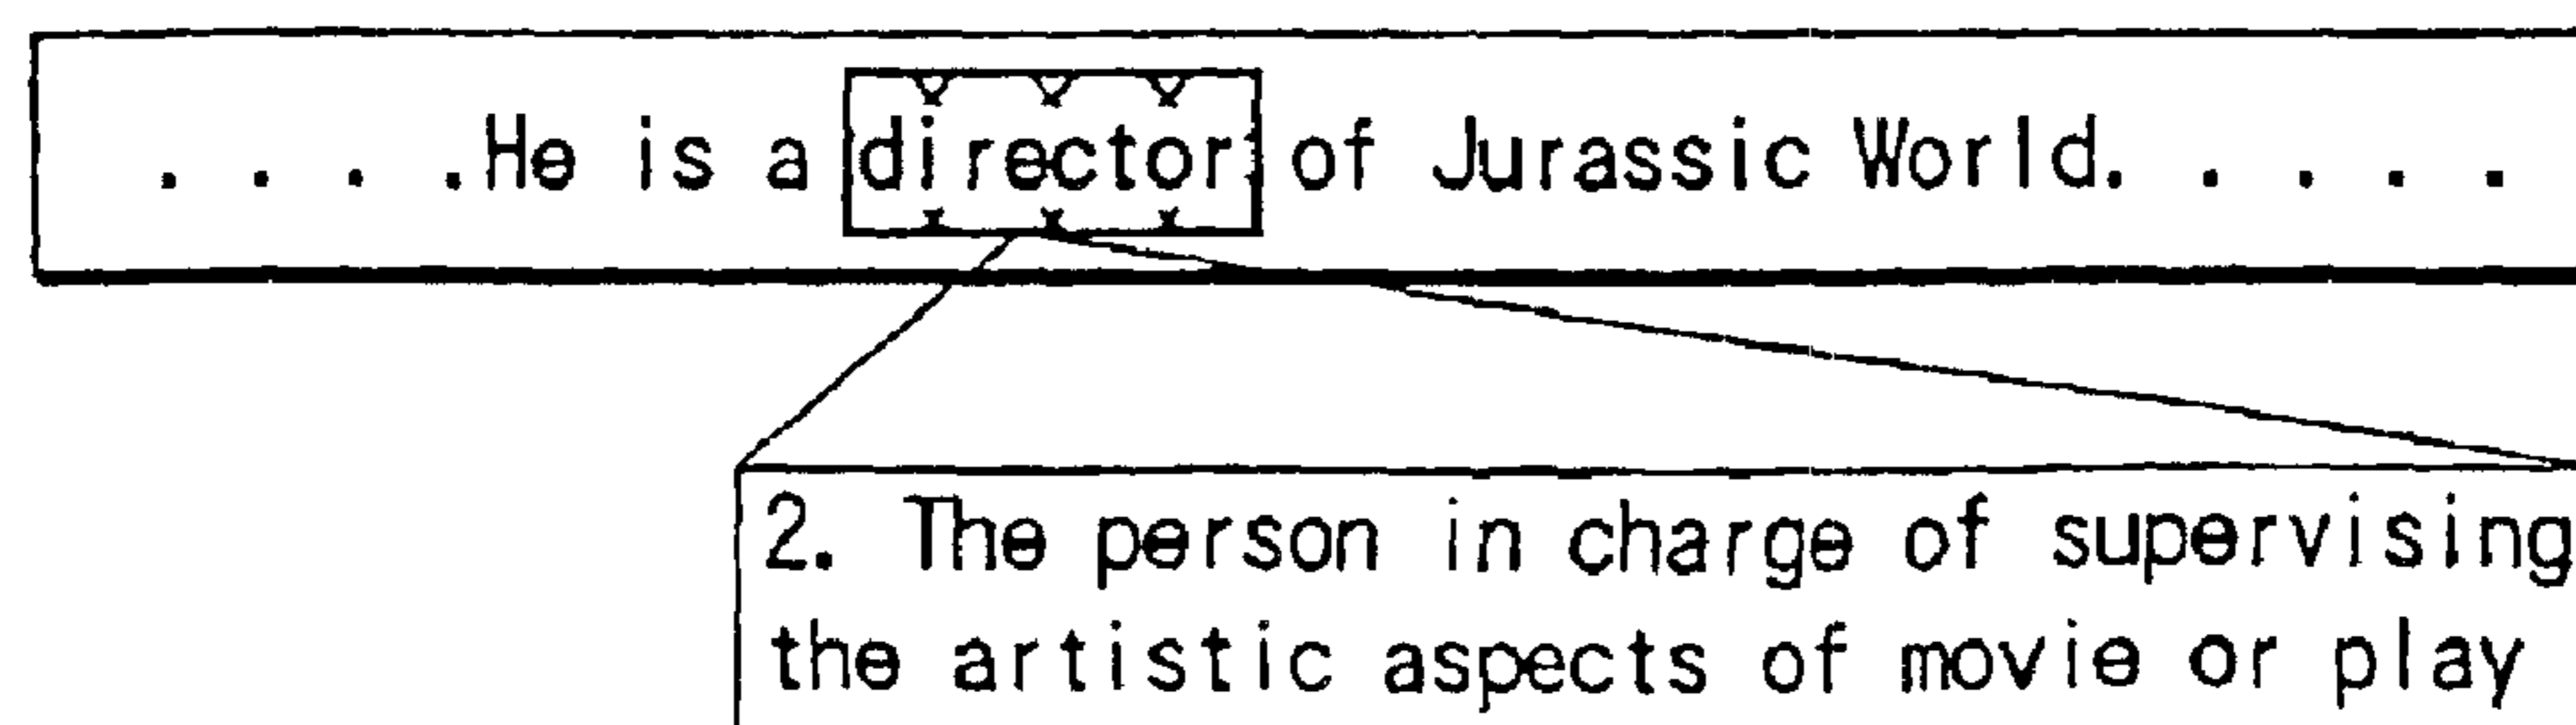 . . . .He is a director of Jurassic World. . . . .
2. The person in charge of supervising
the artistic aspects of movie or play